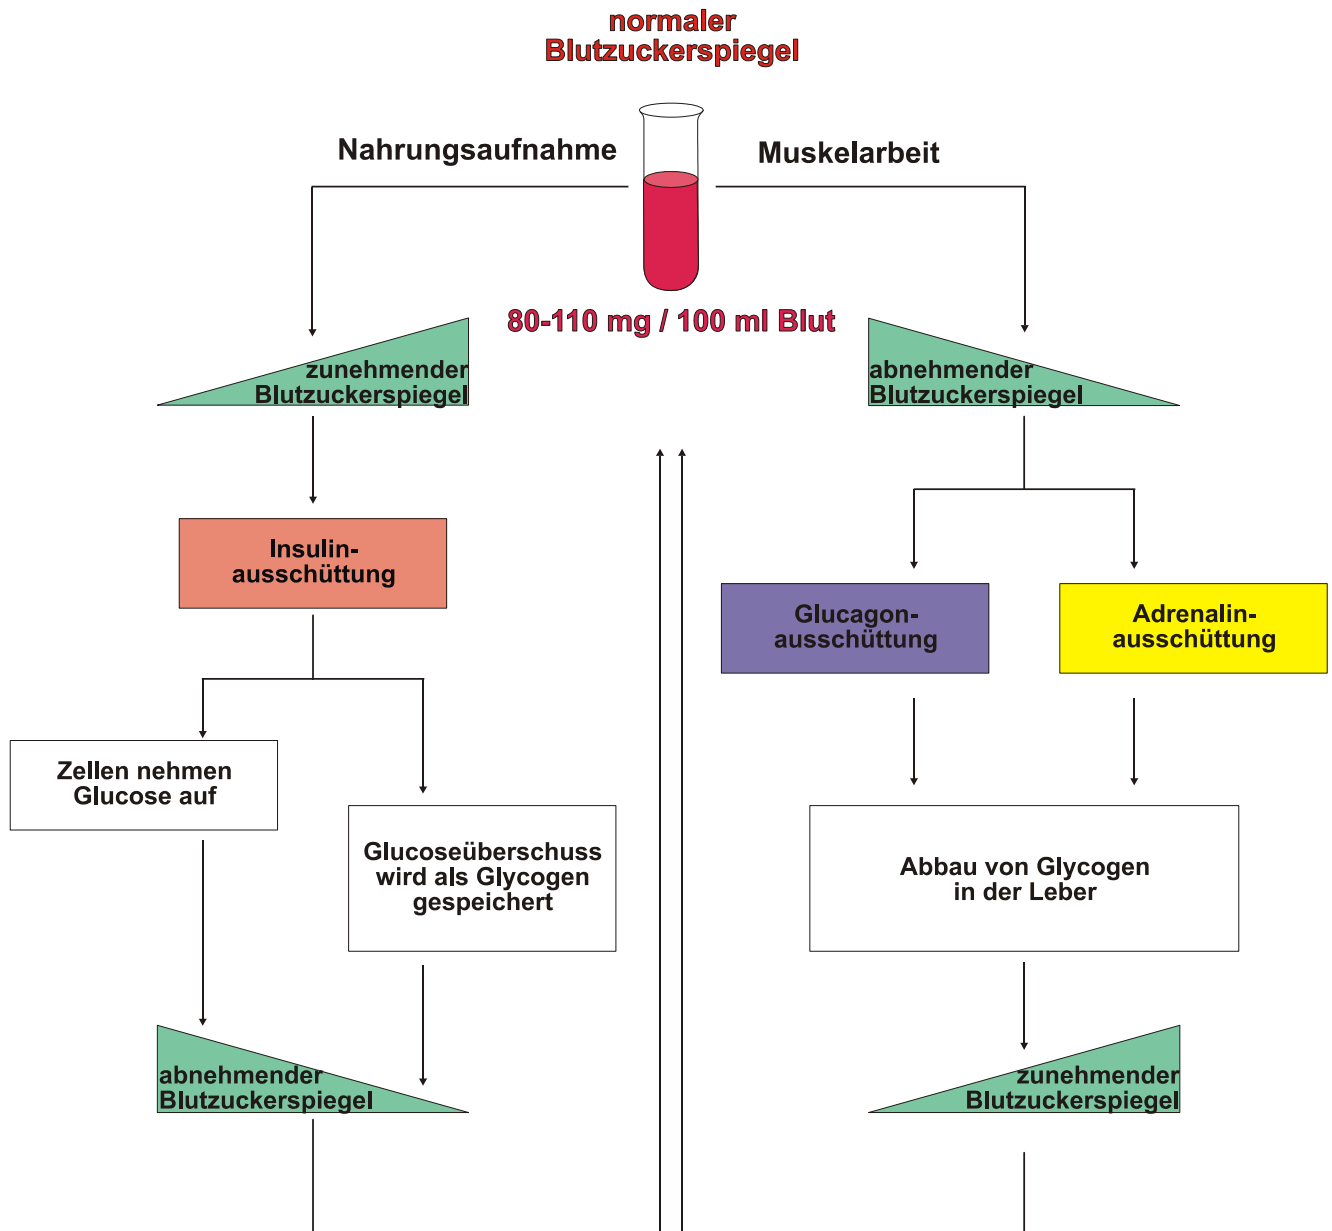 normaler
Blutzuckerspiegel
Nahrungsaufnahme
Muskelarbeit
80-110 mg / 100 ml Blut
zunehmender
Blutzuckerspiegel
abnehmender
Blutzuckerspiegel
Insulin-
ausschüttung
Glucagon-
ausschüttung
Adrenalin-
ausschüttung
Zellen nehmen
Glucose auf
Glucoseüberschuss
wird als Glycogen
gespeichert
Abbau von Glycogen
in der Leber
abnehmender
Blutzuckerspiegel
zunehmender
Blutzuckerspiegel